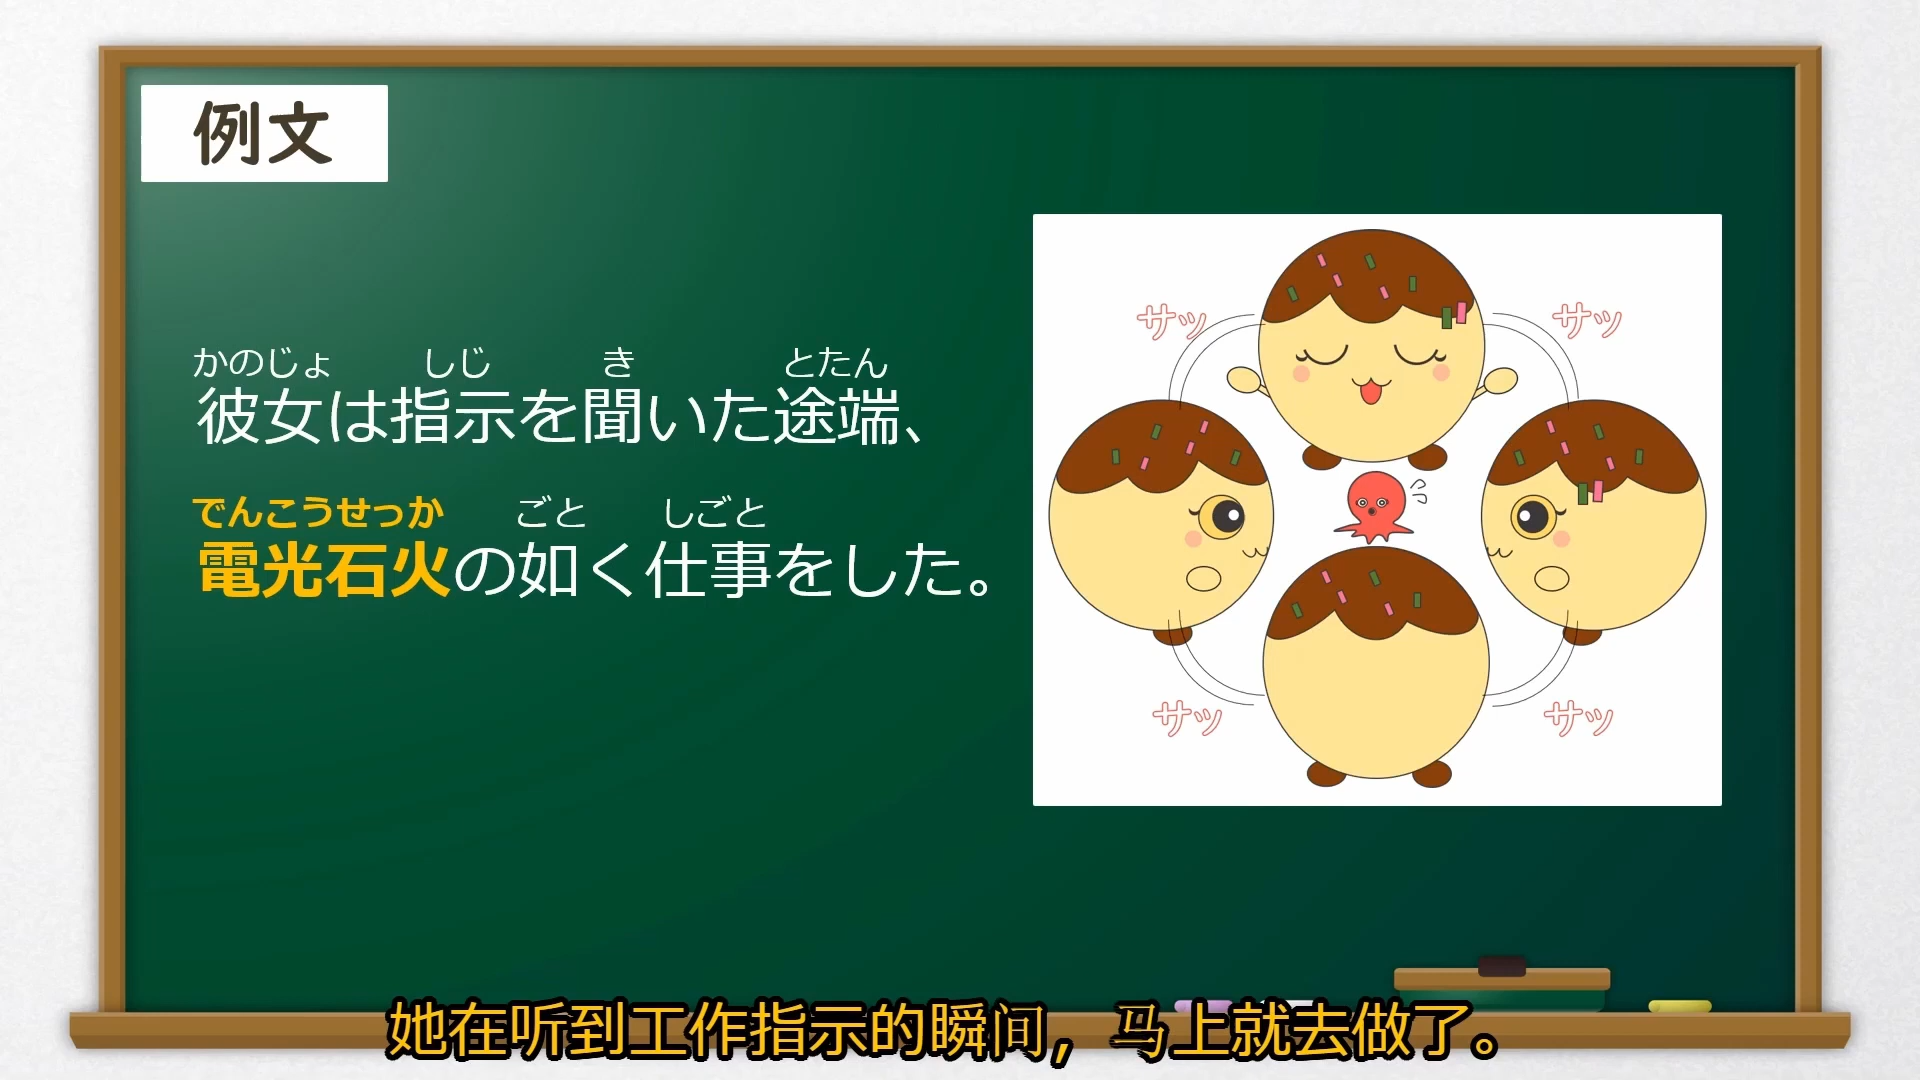 例文
かのじょ しじ き とたん
彼女は指示を聞いた途端、
でんこうせっか ごと しごと
電光石火の如く仕事をした。
サッ サッ
サッ サッ
她在听到工作指示的瞬间，马上就去做了。